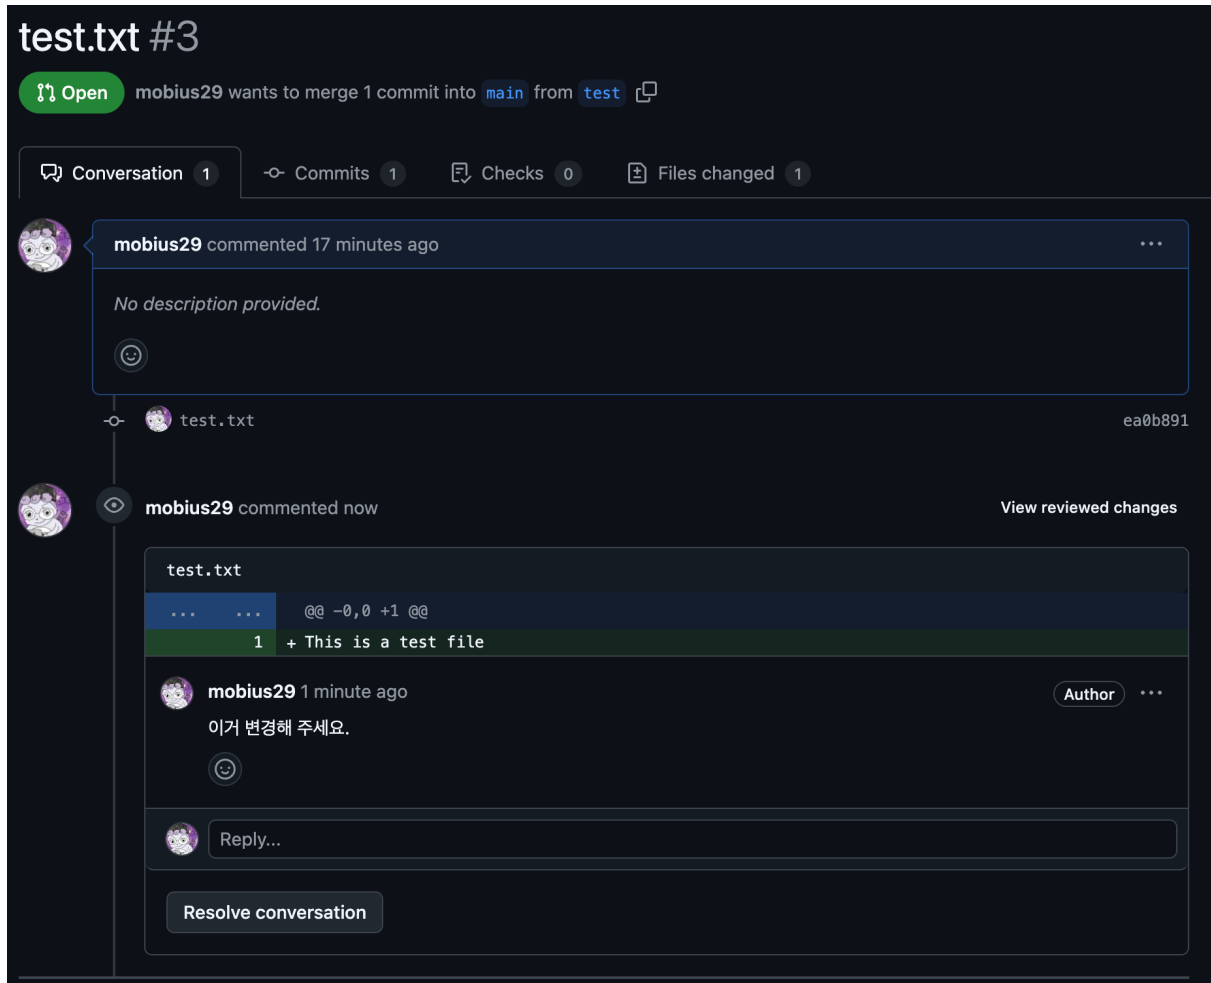 test.txt #3
Open mobius29 wants to merge 1 commit into main from test
Conversation 1 Commits 1 Checks 0 Files changed 1
mobius29 commented 17 minutes ago
No description provided.
test.txt ea0b891
mobius29 commented now View reviewed changes
test.txt
... ... @@ -0,0 +1 @@
1 + This is a test file
mobius29 1 minute ago Author
이거 변경해 주세요.
Reply...
Resolve conversation